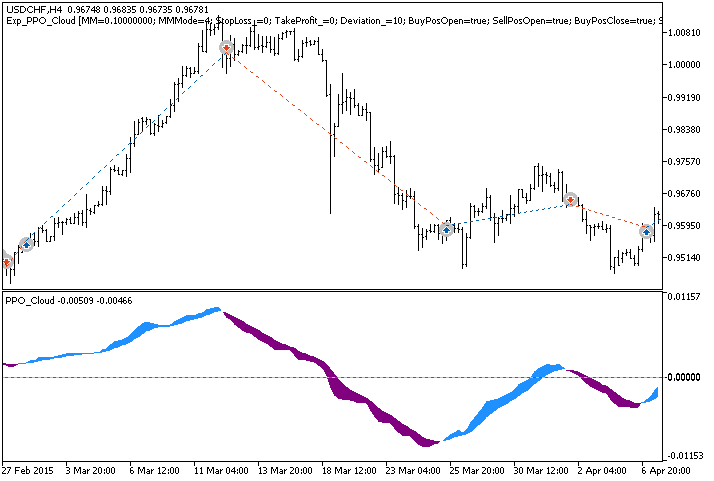 USDCHF,H4 0.96748 0.96835 0.96735 0.96781
Exp_PPO_Cloud [MM=0.10000000; MMMode=4; StopLoss_=0; TakeProfit_=0; Deviation_=10; BuyPosOpen=true; SellPosOpen=true; BuyPosClose=true; S
1.00810
1.00000
0.99190
0.98380
0.97570
0.96760
0.95950
0.95140
PPO_Cloud -0.00509 -0.00466
0.01157
0.00000
-0.01153
27 Feb 2015 3 Mar 20:00 6 Mar 12:00 11 Mar 04:00 13 Mar 20:00 18 Mar 12:00 23 Mar 04:00 25 Mar 20:00 30 Mar 12:00 2 Apr 04:00 6 Apr 20:00